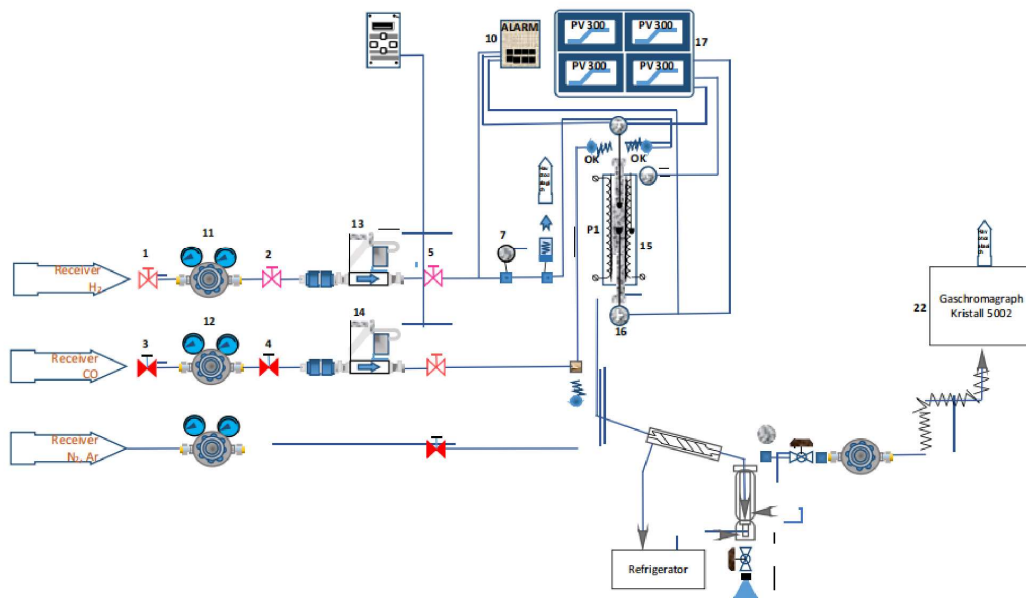 ALARM
10
PV 300
PV 300
17
PV 300
PV 300
OK
OK
13
11
7
P1
15
1
2
5
Receiver
H₂
14
16
12
22
Gaschromagraph
Kristall 5002
3
4
Receiver
CO
Receiver
N₂, Ar
Refrigerator